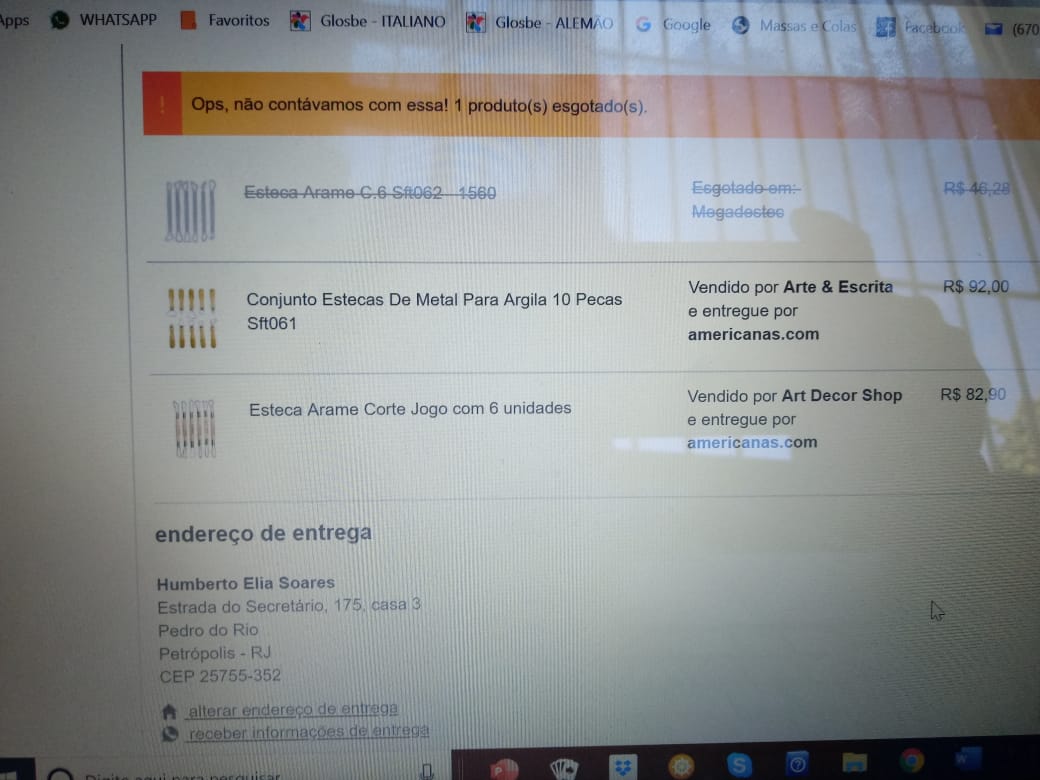 Apps WHATSAPP Favoritos Glosbe - ITALIANO Glosbe - ALEMÃO Google Massas e Colas Facebook (670
! Ops, não contávamos com essa! 1 produto(s) esgotado(s).
Esteca Arame C.6 Sft062 - 1560 Esgotado em:- R$ 46,28
Megadestec
Conjunto Estecas De Metal Para Argila 10 Pecas Vendido por Arte & Escrita R$ 92,00
Sft061 e entregue por
americanas.com
Esteca Arame Corte Jogo com 6 unidades Vendido por Art Decor Shop R$ 82,90
e entregue por
americanas.com
endereço de entrega
Humberto Elia Soares
Estrada do Secretário, 175, casa 3
Pedro do Rio
Petrópolis - RJ
CEP 25755-352
alterar endereço de entrega
receber informações de entrega
Digite aqui para pesquisar